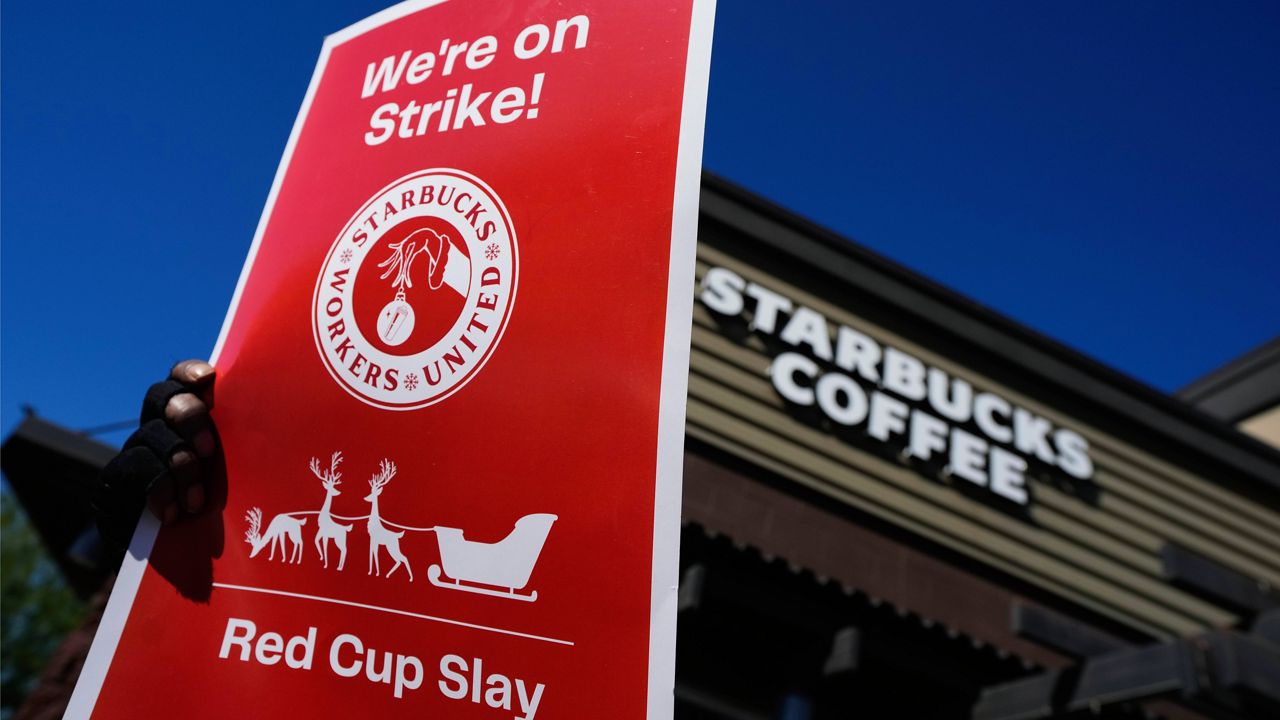 We're on
Strike!
STARBUCKS
WORKERS UNITED
Red Cup Slay
STARBUCKS
COFFEE